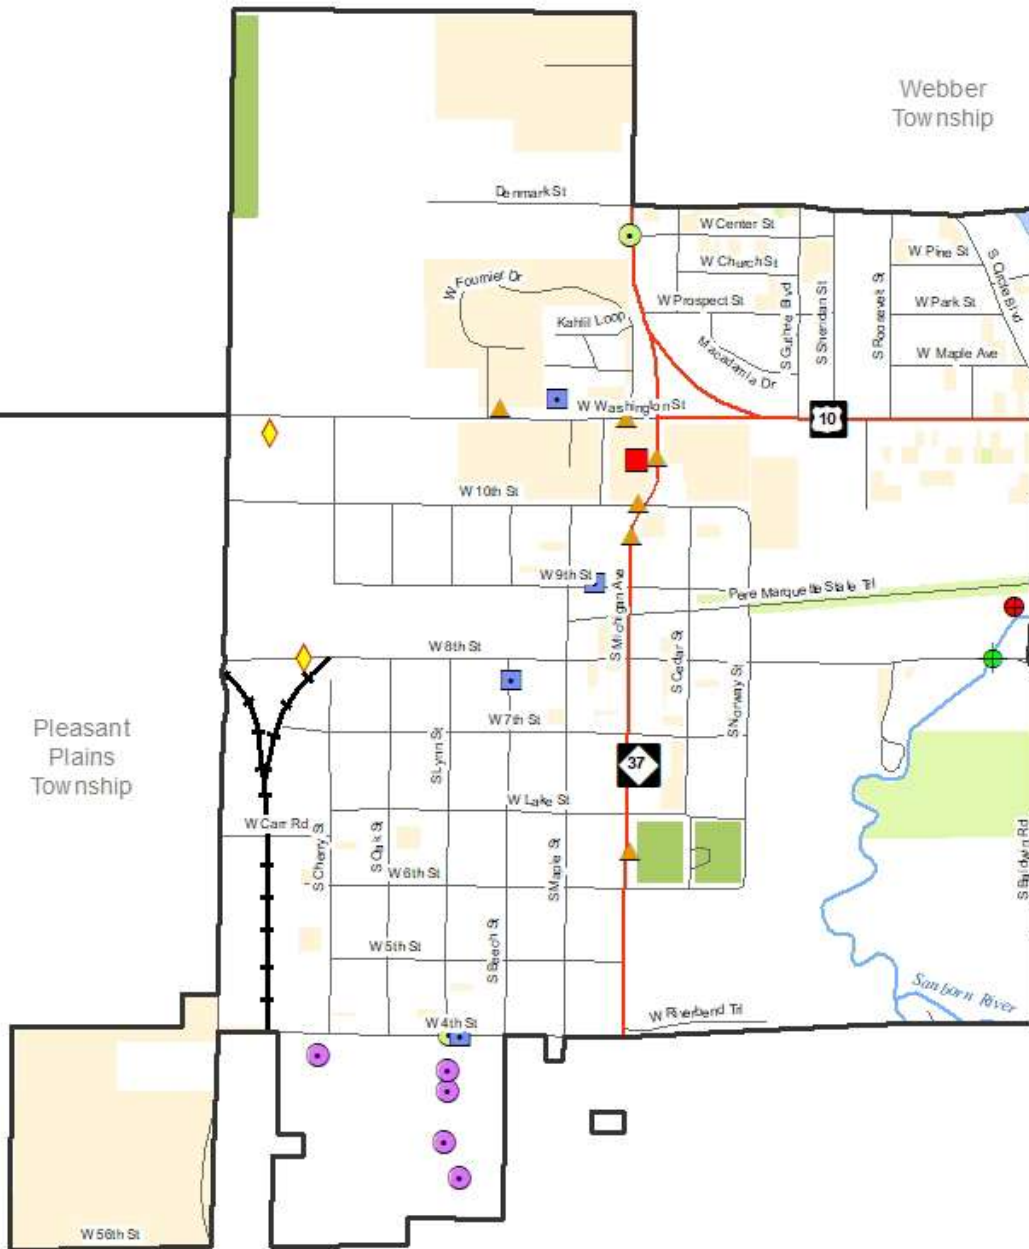 Webber
Township
Denmark St
W Center St
W Church St
W Pine St
S Circle Blvd
W Fournier Dr
W Prospect St
S Guthrie Blvd
S Sheridan St
S Roosevelt St
W Park St
Kahlil Loop
Macadamia Dr
W Maple Ave
W Washington St
10
W 10th St
W 9th St
S Michigan Ave
Pere Marquette State Trl
W 8th St
S Cedar St
S Norway St
Pleasant
Plains
Township
W 7th St
S Lynn St
37
W Lake St
W Carr Rd
S Cherry St
S Oak St
S Maple St
S Baldwin Rd
W 6th St
W 5th St
S Beech St
Sanborn River
W Riverbend Trl
W 4th St
W 56th St